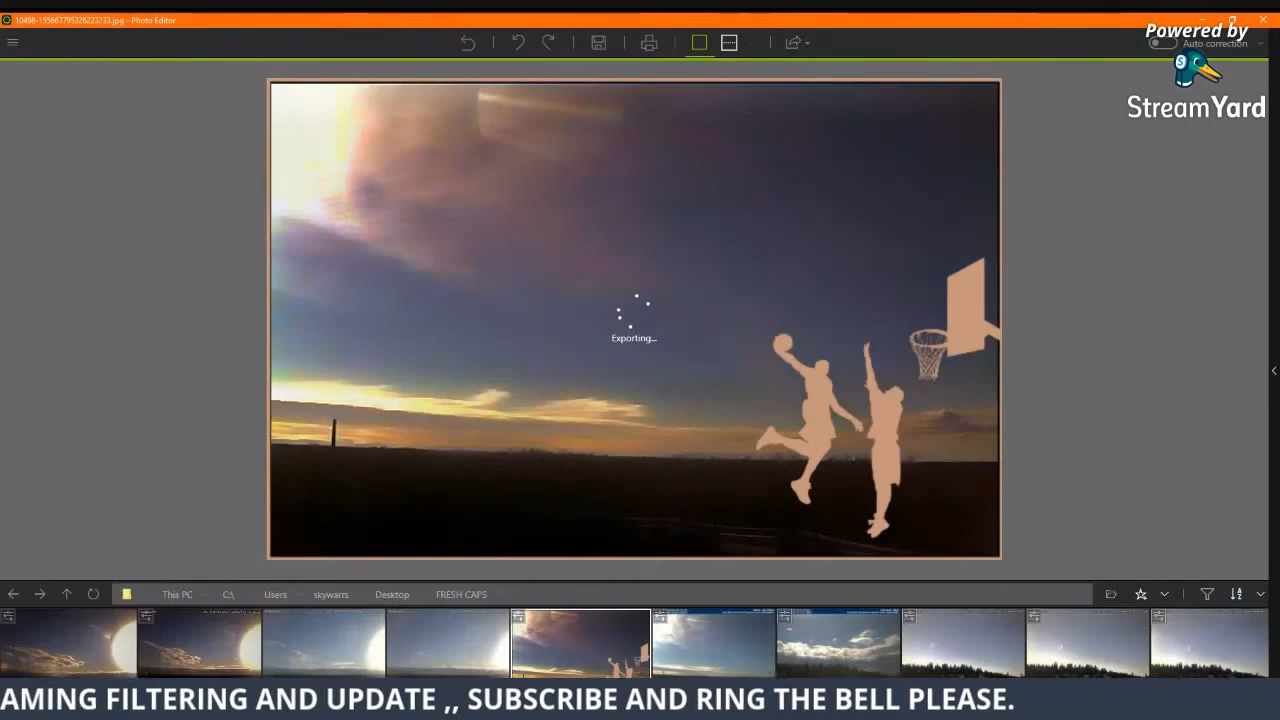 10498-155667795326223233.jpg - Photo Editor
Powered by
Auto correction
StreamYard
Exporting...
This PC C:\ Users skywarrs Desktop FRESH CAPS
AMING FILTERING AND UPDATE ,, SUBSCRIBE AND RING THE BELL PLEASE.